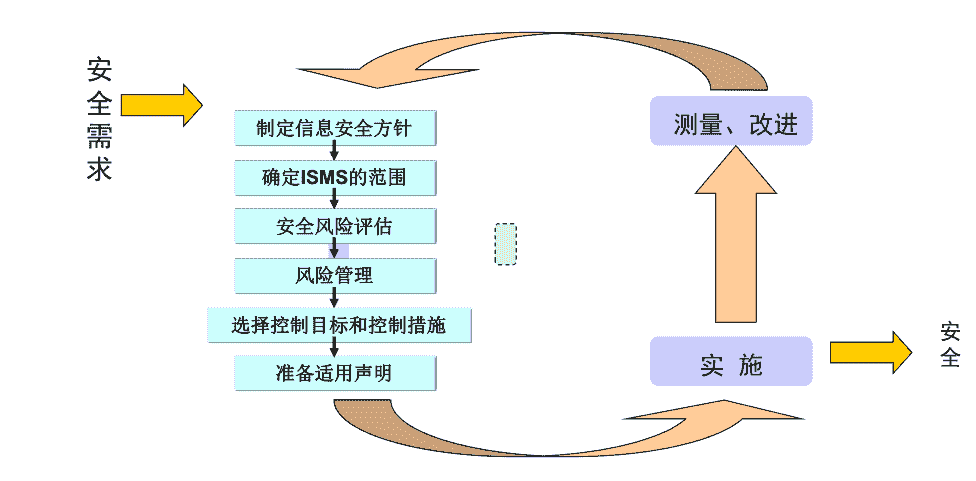 安全需求
制定信息安全方针
确定ISMS的范围
安全风险评估
风险管理
选择控制目标和控制措施
准备适用声明
测量、改进
实 施
安全